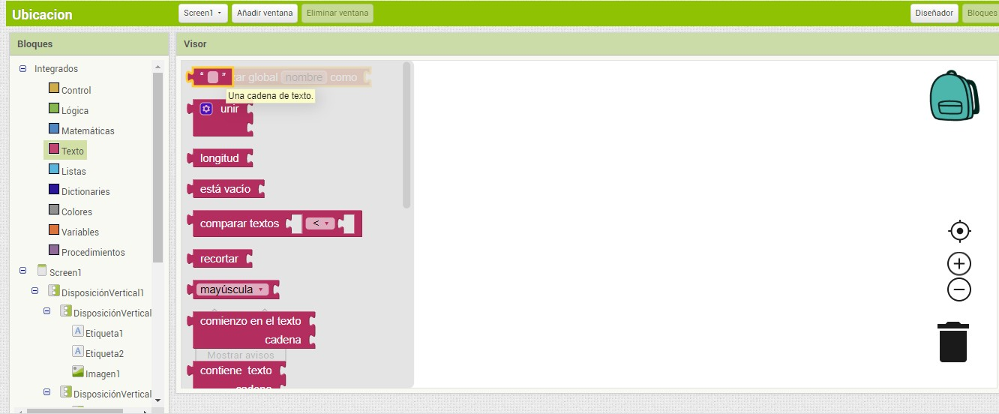 Ubicacion
Screen1
Añadir ventana
Eliminar ventana
Diseñador
Bloques
Bloques
Visor
Integrados
Control
Lógica
Matemáticas
Texto
Listas
Dictionaries
Colores
Variables
Procedimientos
Screen1
DisposiciónVertical1
DisposiciónVertical
A Etiqueta1
A Etiqueta2
Imagen1
DisposiciónVertical
“ ” zar global nombre como
Una cadena de texto.
unir
longitud
está vacío
comparar textos <
recortar
mayúscula
comienzo en el texto
cadena
Mostrar avisos
contiene texto
cadena